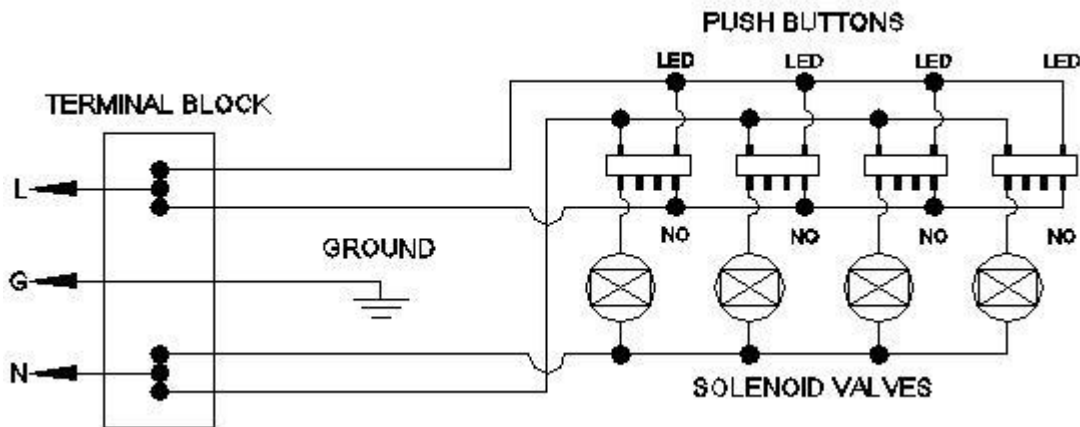 PUSH BUTTONS
LED LED LED LED
TERMINAL BLOCK
L
NO NO NO NO
GROUND
G
N
SOLENOID VALVES